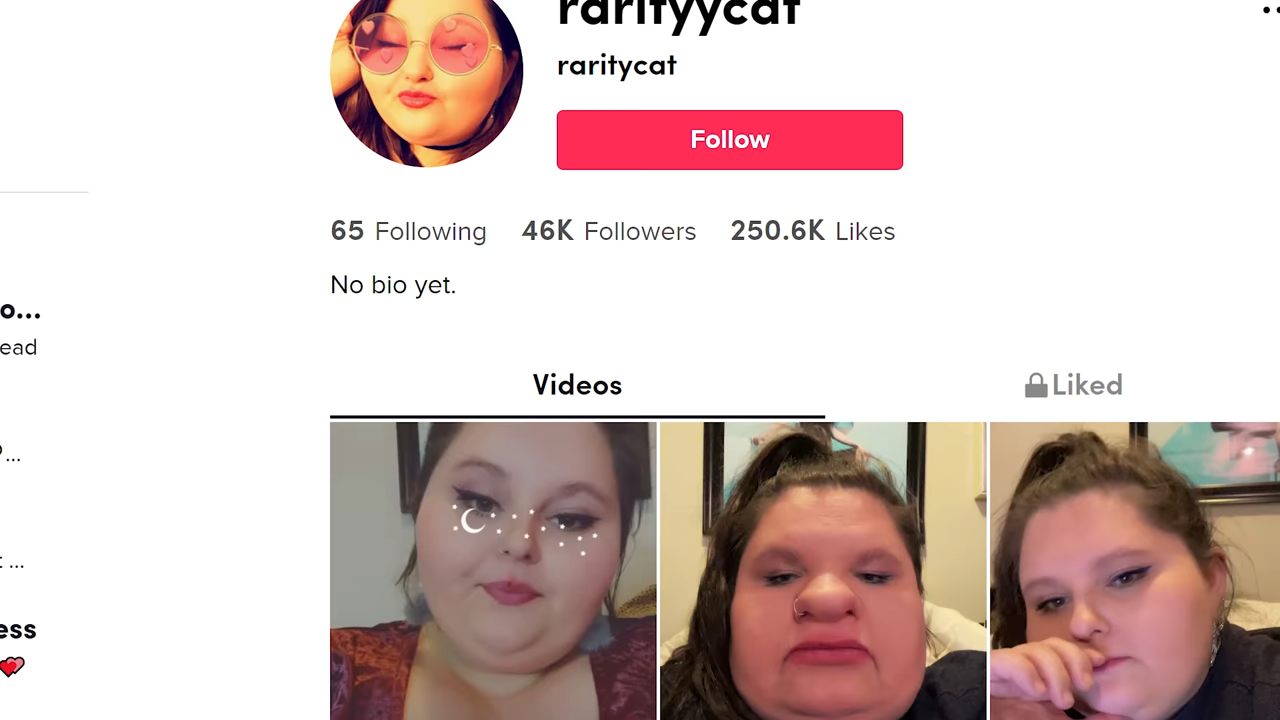 rarityycat
raritycat
Follow
65 Following 46K Followers 250.6K Likes
No bio yet.
o...
ead
...
t ...
ess
Videos
Liked